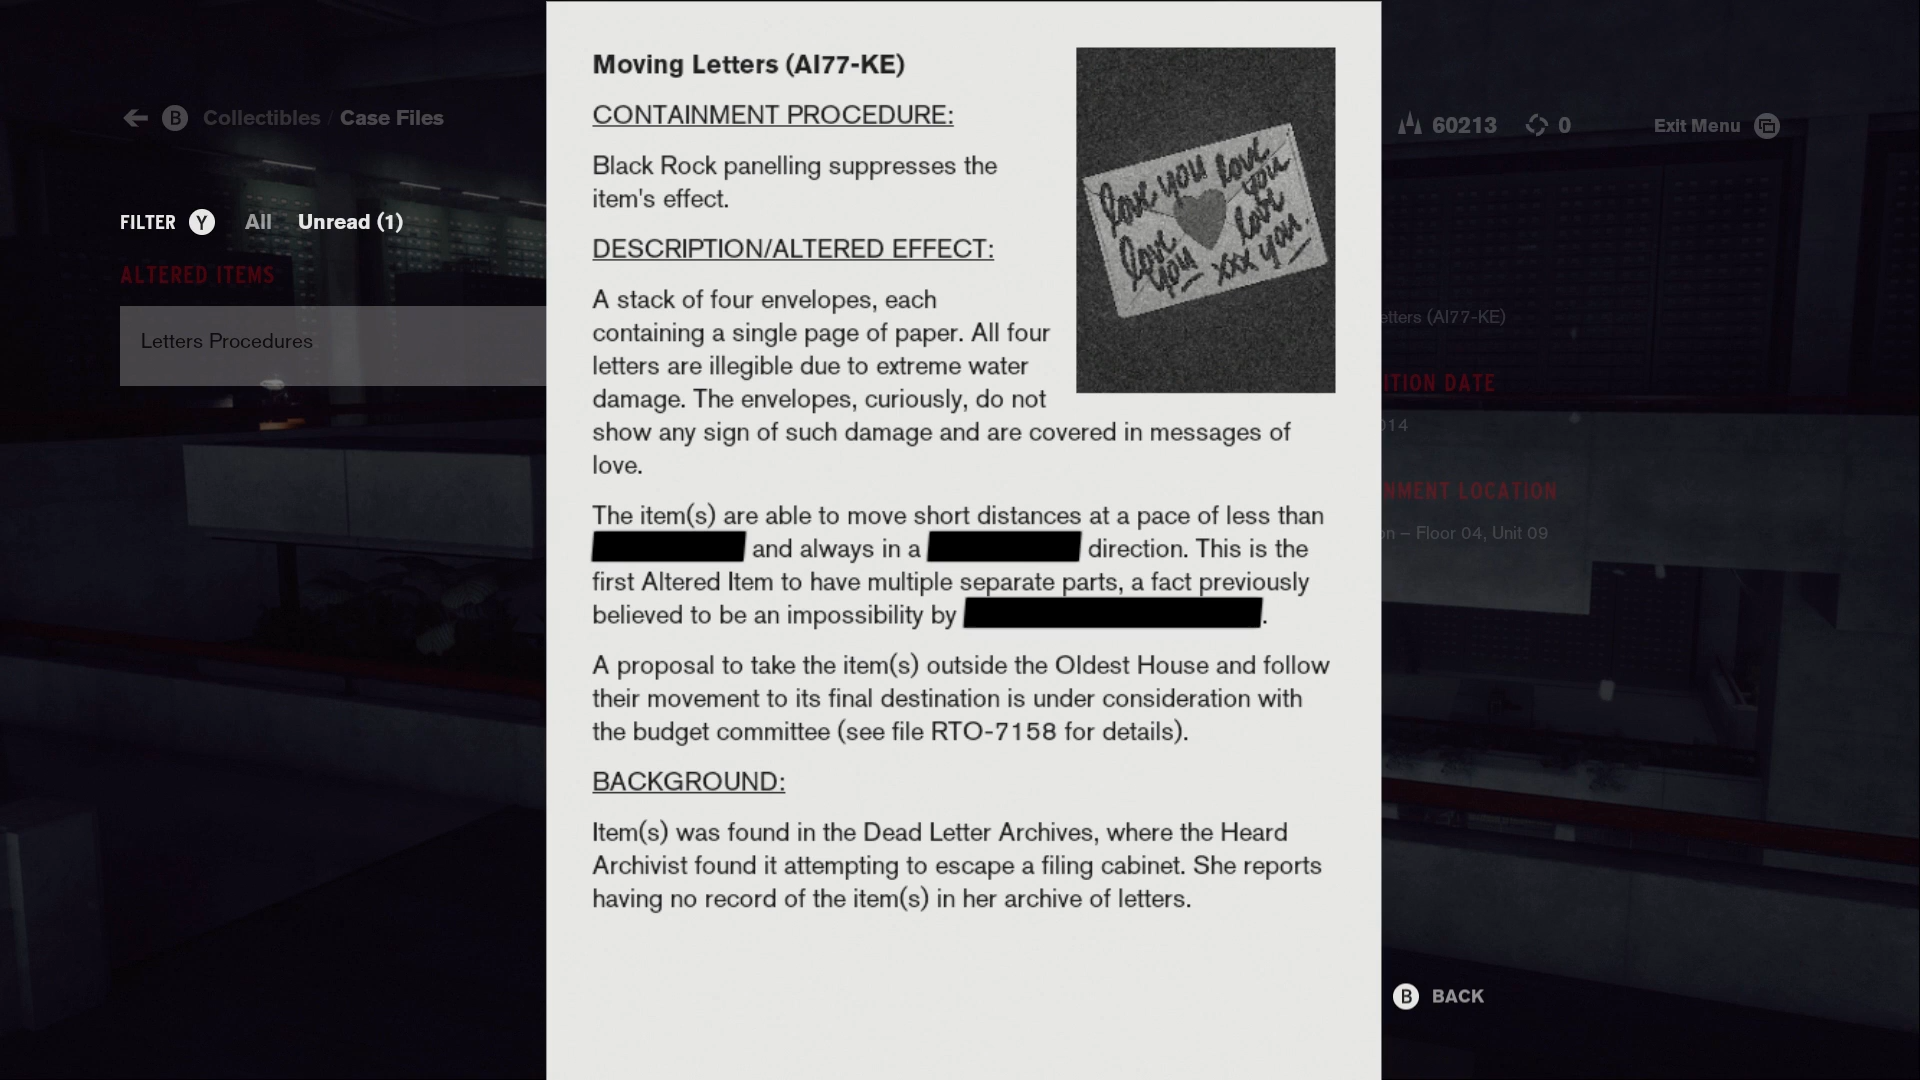 B Collectibles / Case Files
60213 0 Exit Menu
FILTER Y All Unread (1)
ALTERED ITEMS
Letters Procedures
Moving Letters (AI77-KE)
CONTAINMENT PROCEDURE:
Black Rock panelling suppresses the
item's effect.
DESCRIPTION/ALTERED EFFECT:
A stack of four envelopes, each
containing a single page of paper. All four
letters are illegible due to extreme water
damage. The envelopes, curiously, do not
show any sign of such damage and are covered in messages of
love.
The item(s) are able to move short distances at a pace of less than
and always in a direction. This is the
first Altered Item to have multiple separate parts, a fact previously
believed to be an impossibility by .
A proposal to take the item(s) outside the Oldest House and follow
their movement to its final destination is under consideration with
the budget committee (see file RTO-7158 for details).
BACKGROUND:
Item(s) was found in the Dead Letter Archives, where the Heard
Archivist found it attempting to escape a filing cabinet. She reports
having no record of the item(s) in her archive of letters.
love you love you
love you
love you.
xxx
etters (AI77-KE)
ITION DATE
014
NMENT LOCATION
on – Floor 04, Unit 09
B BACK